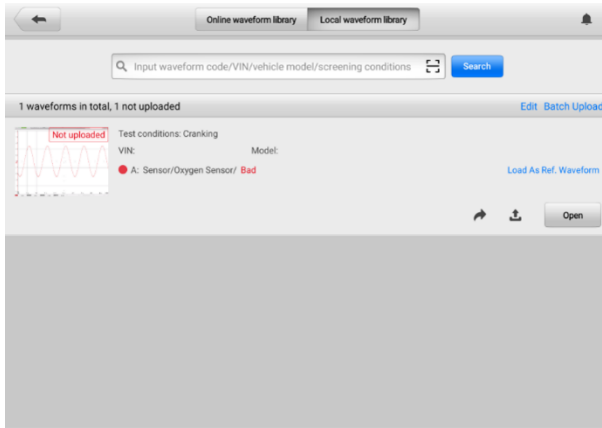 Online waveform library Local waveform library
Input waveform code/VIN/vehicle model/screening conditions Search
1 waveforms in total, 1 not uploaded Edit Batch Upload
Not uploaded
Test conditions: Cranking
VIN: Model:
A: Sensor/Oxygen Sensor/ Bad Load As Ref. Waveform
Open